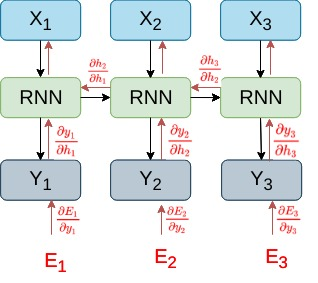 X₁ X₂ X₃
∂h₂/∂h₁ ∂h₃/∂h₂
RNN RNN RNN
∂y₁/∂h₁ ∂y₂/∂h₂ ∂y₃/∂h₃
Y₁ Y₂ Y₃
∂E₁/∂y₁ ∂E₂/∂y₂ ∂E₃/∂y₃
E₁ E₂ E₃